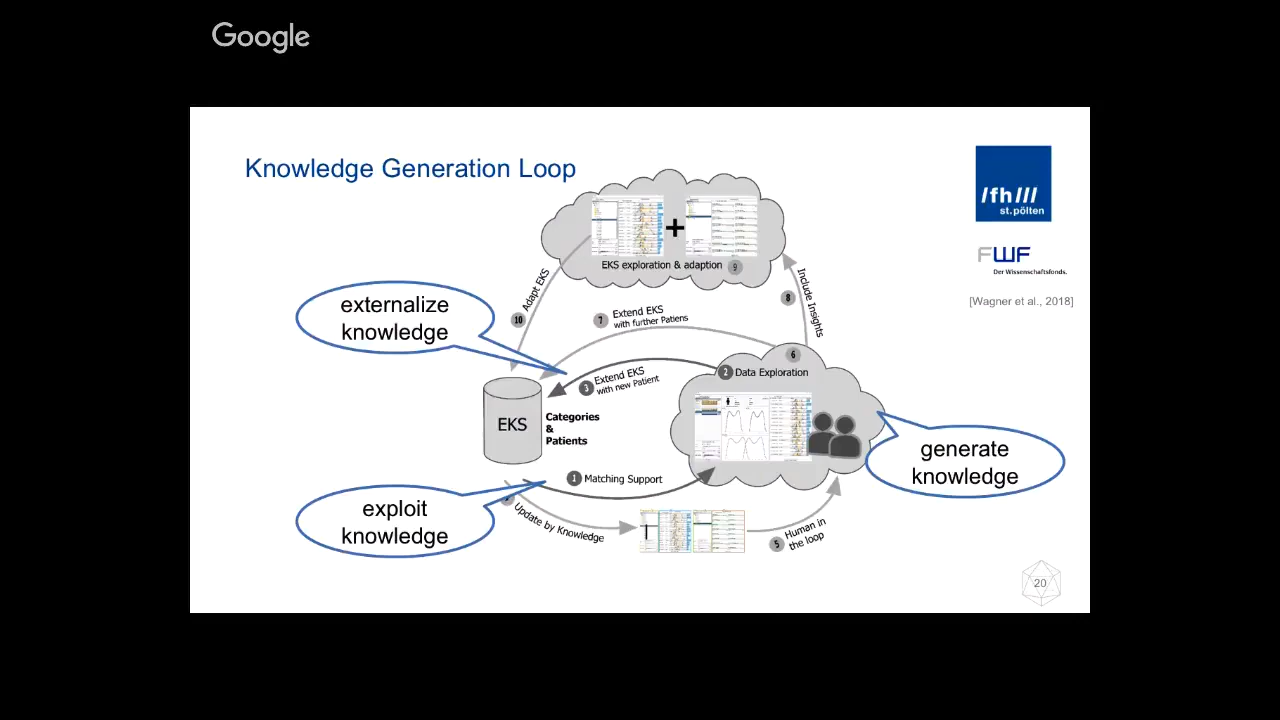 Google
Knowledge Generation Loop
/fh///
st.pölten
FWF
Der Wissenschaftsfonds.
[Wagner et al., 2018]
+
EKS exploration & adaption 9
10 Adapt EKS
8 Include Insights
externalize
knowledge
7 Extend EKS
with further Patiens
6
2 Data Exploration
3 Extend EKS
with new Patient
EKS
Categories
&
Patients
generate
knowledge
1 Matching Support
exploit
knowledge
Update by Knowledge
5 Human in
the loop
20